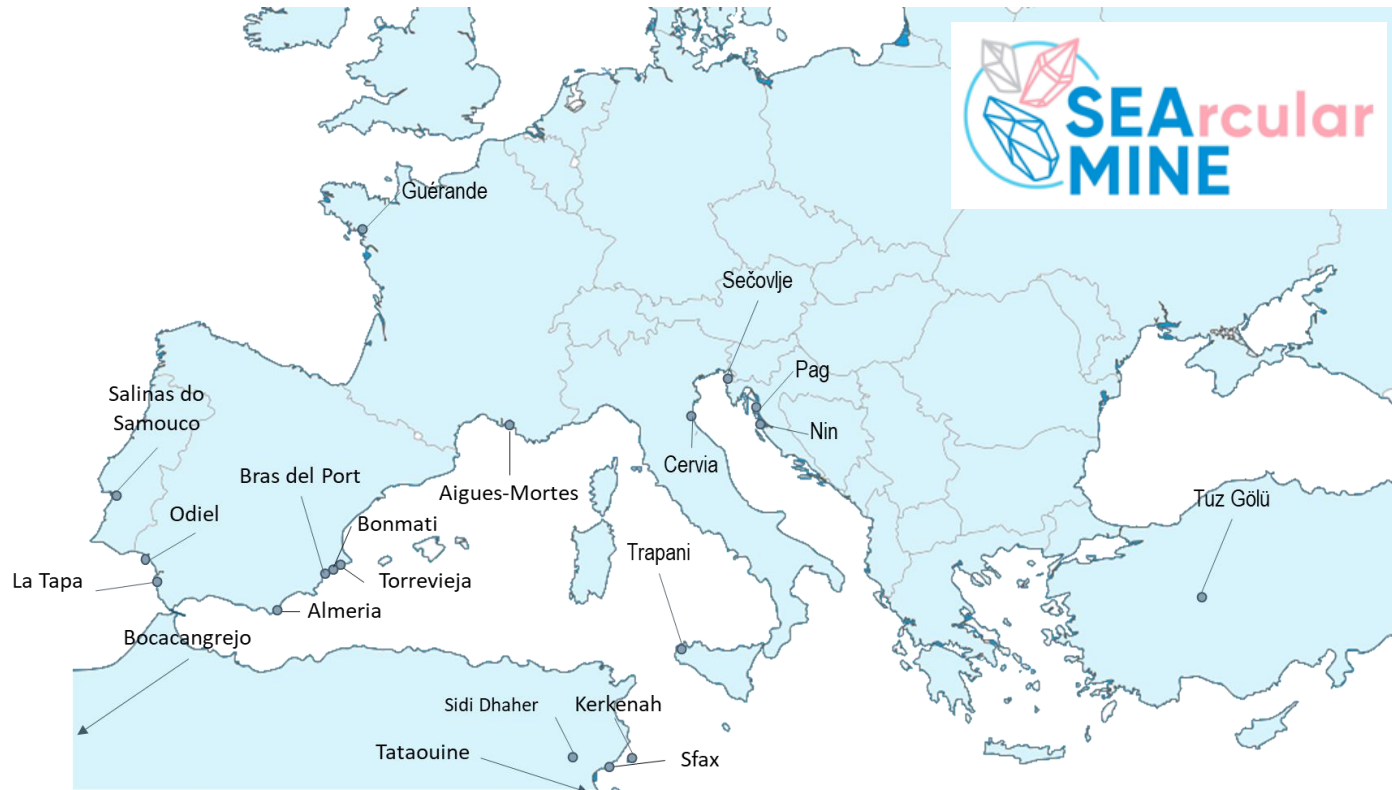 SEArcular
MINE
Guérande
Sečovlje
Pag
Salinas do
Samouco
Nin
Cervia
Bras del Port
Aigues-Mortes
Tuz Gölü
Odiel
Bonmati
Trapani
La Tapa
Torrevieja
Almeria
Bocacangrejo
Sidi Dhaher
Kerkenah
Tataouine
Sfax